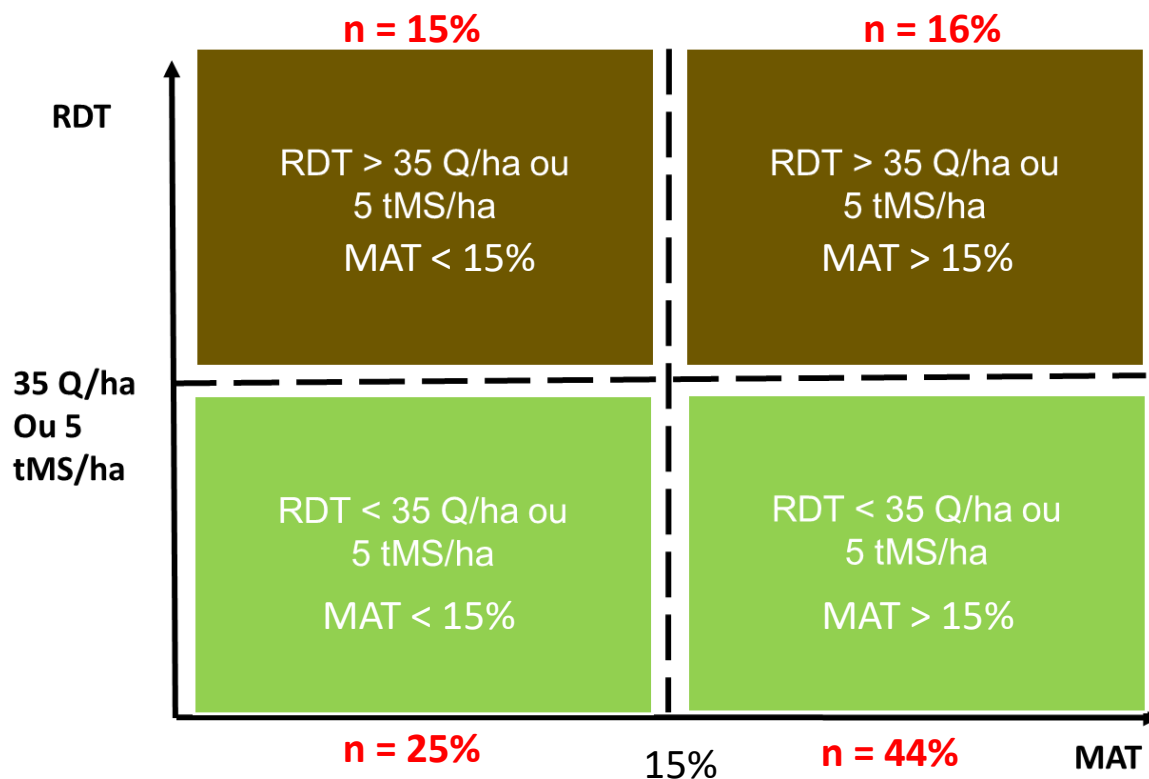 n = 15%
n = 16%
RDT
RDT > 35 Q/ha ou
5 tMS/ha
MAT < 15%
RDT > 35 Q/ha ou
5 tMS/ha
MAT > 15%
35 Q/ha
Ou 5
tMS/ha
RDT < 35 Q/ha ou
5 tMS/ha
MAT < 15%
RDT < 35 Q/ha ou
5 tMS/ha
MAT > 15%
n = 25%
15%
n = 44%
MAT